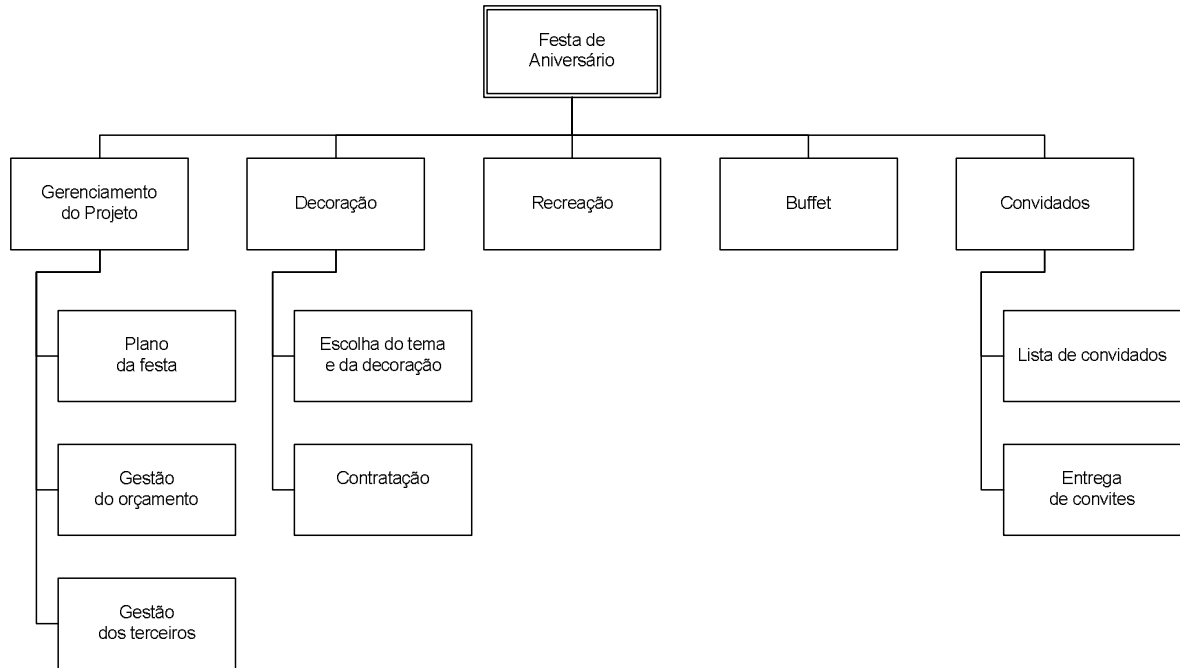 Festa de
Aniversário
Gerenciamento
do Projeto
Decoração
Recreação
Buffet
Convidados
Plano
da festa
Escolha do tema
e da decoração
Lista de convidados
Gestão
do orçamento
Contratação
Entrega
de convites
Gestão
dos terceiros